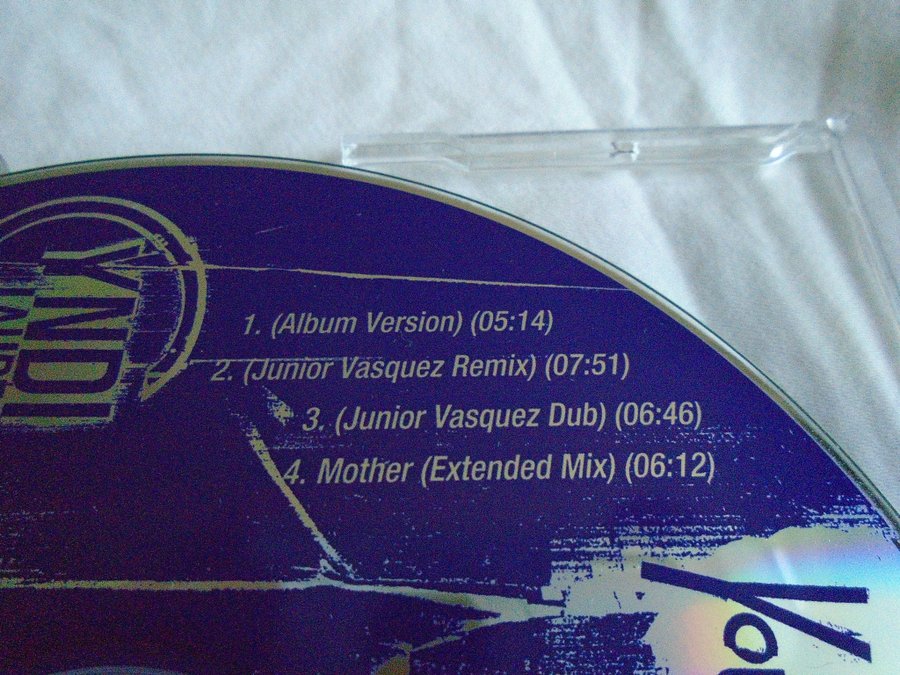 1. (Album Version) (05:14)
2. (Junior Vasquez Remix) (07:51)
3. (Junior Vasquez Dub) (06:46)
4. Mother (Extended Mix) (06:12)
YNDI
%